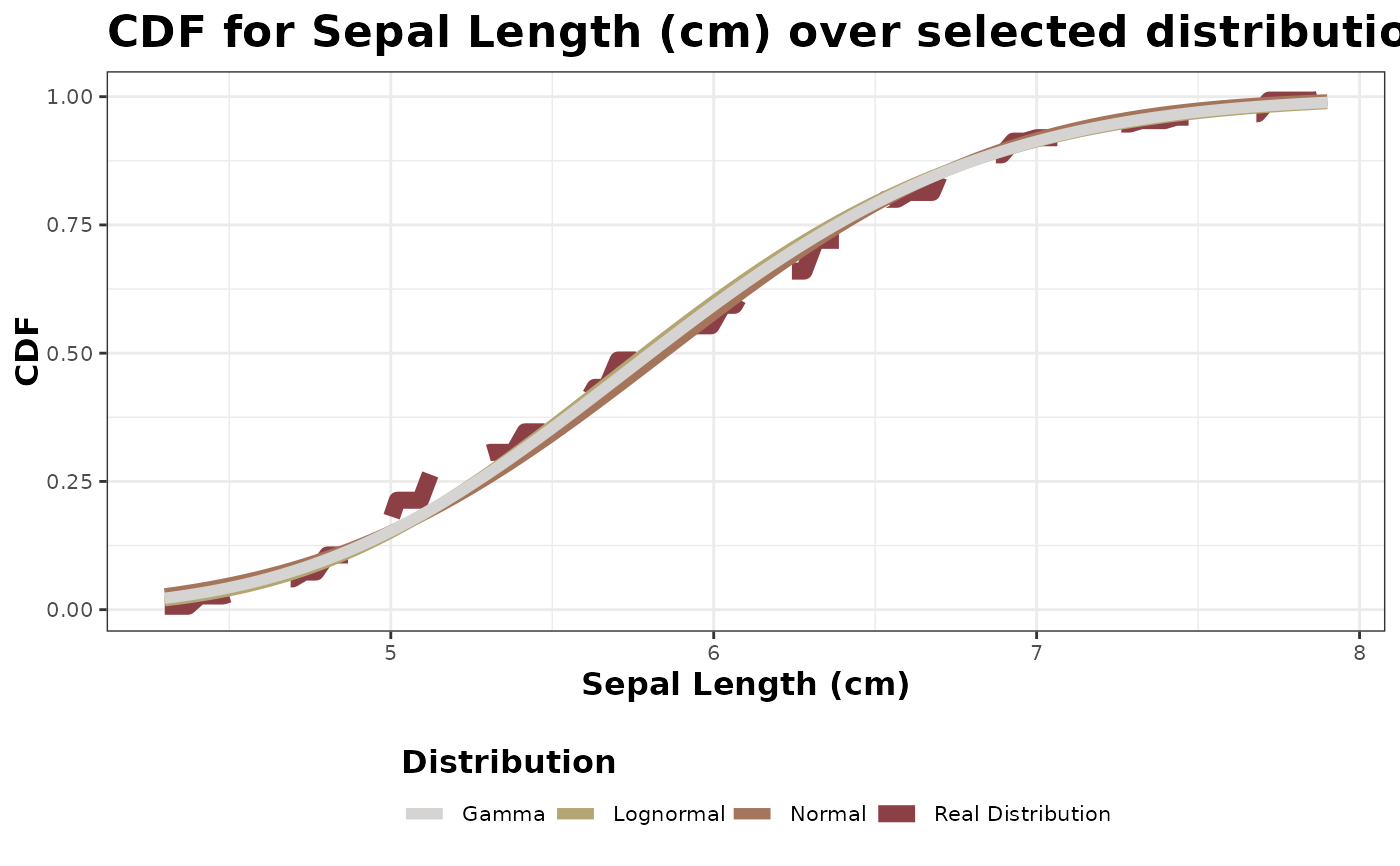 CDF for Sepal Length (cm) over selected distributio
1.00
0.75
0.50
0.25
0.00
CDF
5 6 7 8
Sepal Length (cm)
Distribution
Gamma Lognormal Normal Real Distribution